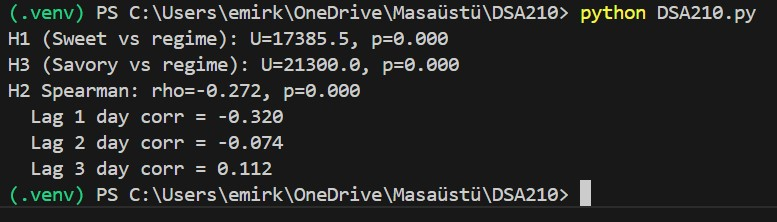 (.venv) PS C:\Users\emirk\OneDrive\Masaüstü\DSA210> python DSA210.py
H1 (Sweet vs regime): U=17385.5, p=0.000
H3 (Savory vs regime): U=21300.0, p=0.000
H2 Spearman: rho=-0.272, p=0.000
  Lag 1 day corr = -0.320
  Lag 2 day corr = -0.074
  Lag 3 day corr = 0.112
(.venv) PS C:\Users\emirk\OneDrive\Masaüstü\DSA210>